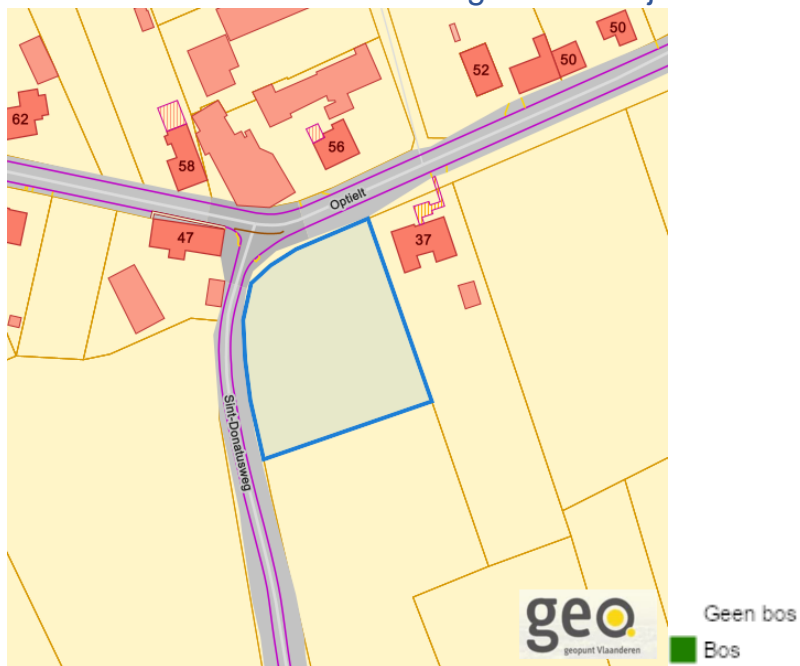 50
52
50
62
56
58
Optielt
47
37
Sint-Donatusweg
geo
geopunt Vlaanderen
Geen bos
Bos